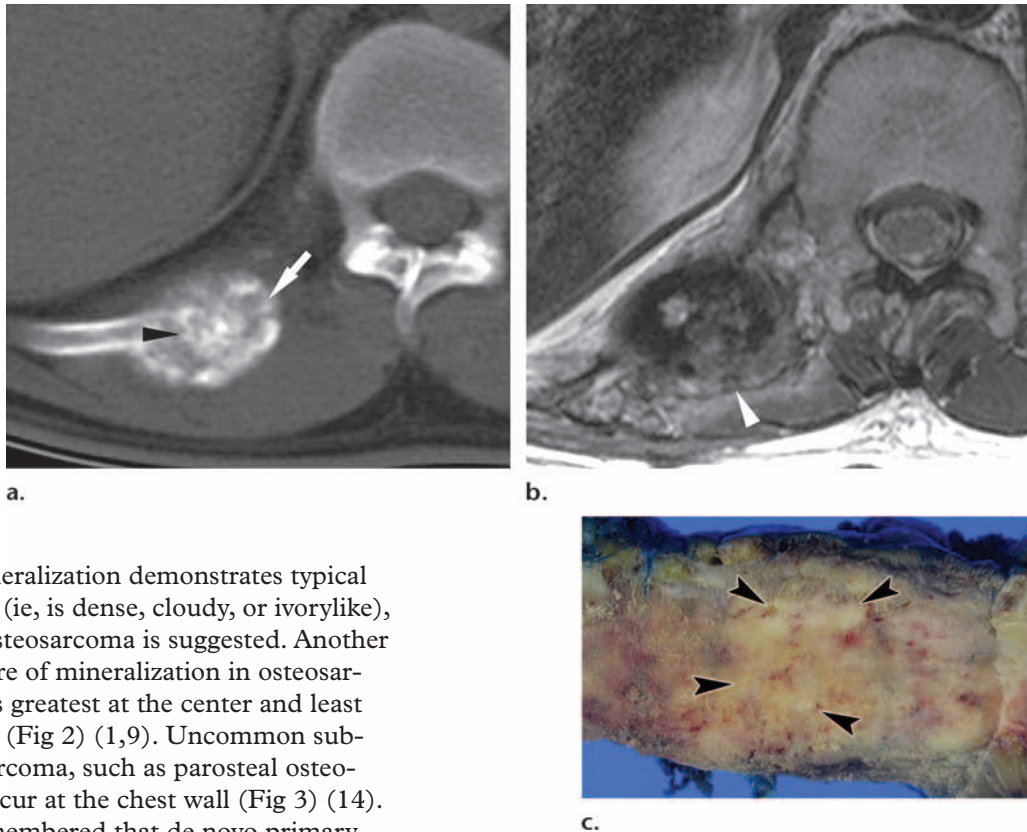 a.
b.
eralization demonstrates typical
(ie, is dense, cloudy, or ivorylike),
steosarcoma is suggested. Another
re of mineralization in osteosar-
s greatest at the center and least
(Fig 2) (1,9). Uncommon sub-
rcoma, such as parosteal osteo-
cur at the chest wall (Fig 3) (14).
membered that de novo primary
c.